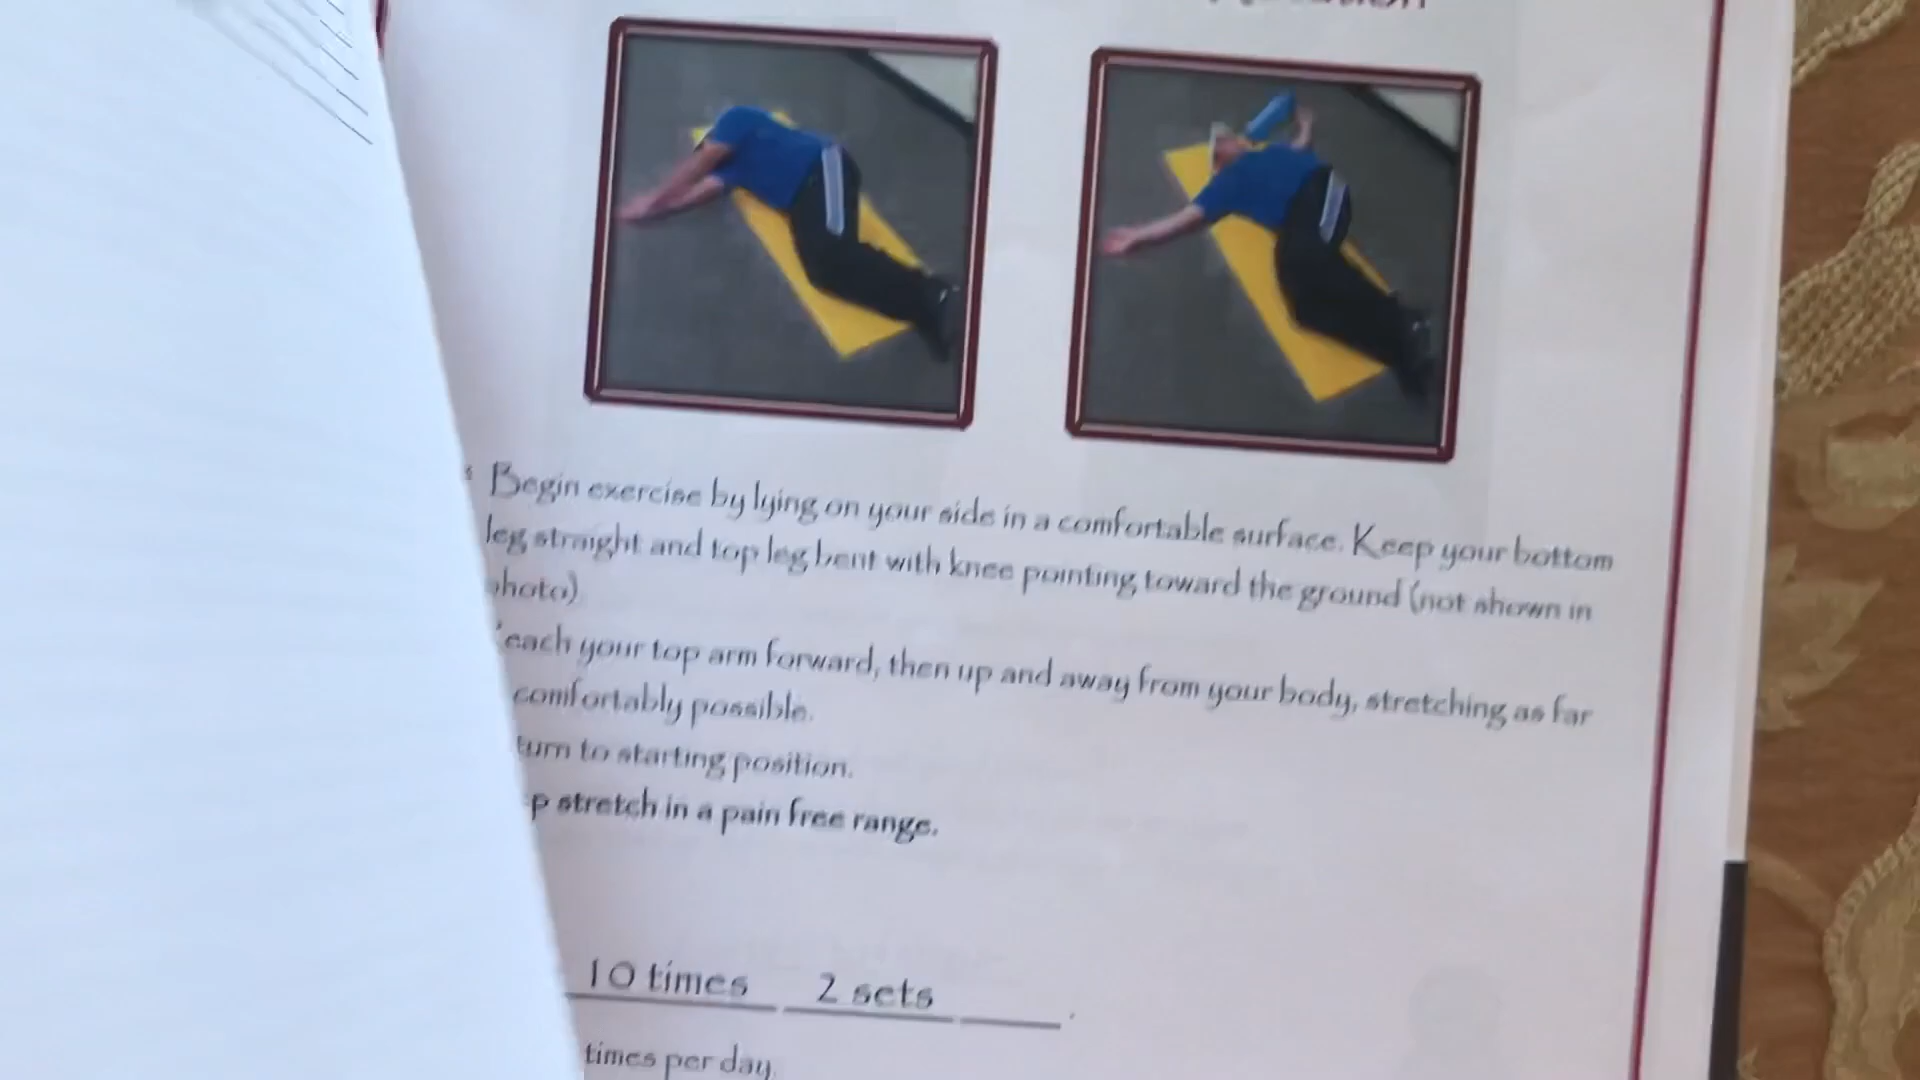 Begin exercise by lying on your side in a comfortable surface. Keep your bottom
leg straight and top leg bent with knee pointing toward the ground (not shown in
photo)
each your top arm forward, then up and away from your body, stretching as far
comfortably possible.
turn to starting position.
p stretch in a pain free range.
10 times 2 sets
times per day.